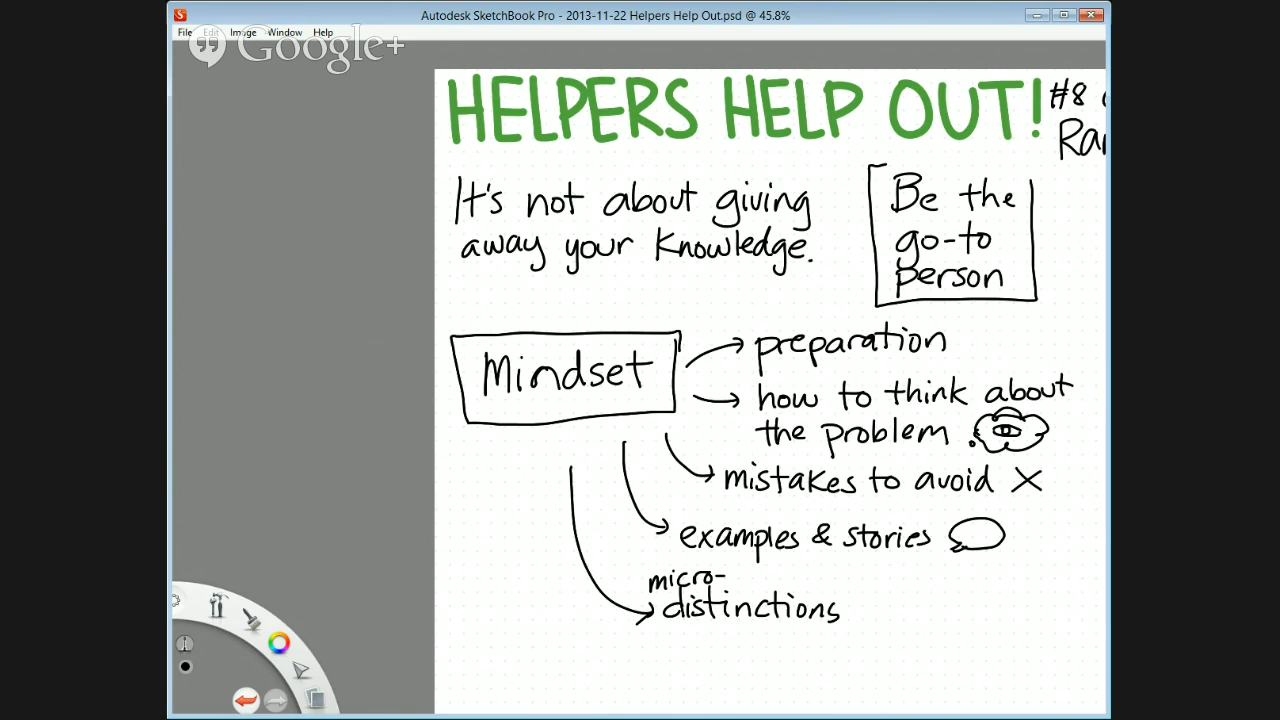 Autodesk SketchBook Pro - 2013-11-22 Helpers Help Out.psd @ 45.8%
File Edit Image Window Help
Google+
HELPERS HELP OUT!
#8
It's not about giving
away your knowledge.
Be the
go-to
person
Mindset
preparation
how to think about
the problem
mistakes to avoid X
examples & stories
micro-
distinctions